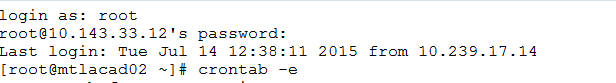 login as: root
root@10.143.33.12's password:
Last login: Tue Jul 14 12:38:11 2015 from 10.239.17.14
[root@mtlacad02 ~]# crontab -e